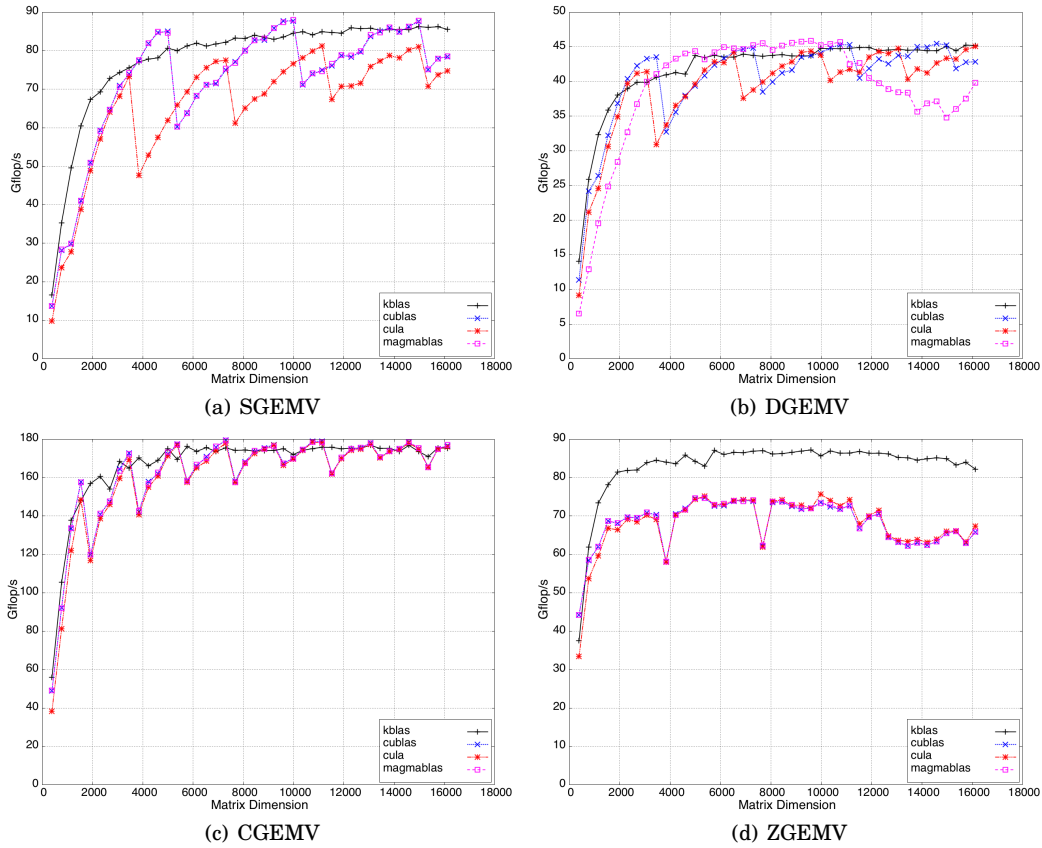 90
80
70
60
50
40
30
20
10
0
Gflop/s
kblas
cublas
cula
magmablas
0 2000 4000 6000 8000 10000 12000 14000 16000 18000
Matrix Dimension
(a) SGEMV
50
45
40
35
30
25
20
15
10
5
0
Gflop/s
kblas
cublas
cula
magmablas
0 2000 4000 6000 8000 10000 12000 14000 16000 18000
Matrix Dimension
(b) DGEMV
180
160
140
120
100
80
60
40
20
0
Gflop/s
kblas
cublas
cula
magmablas
0 2000 4000 6000 8000 10000 12000 14000 16000 18000
Matrix Dimension
(c) CGEMV
90
80
70
60
50
40
30
20
10
0
Gflop/s
kblas
cublas
cula
magmablas
0 2000 4000 6000 8000 10000 12000 14000 16000 18000
Matrix Dimension
(d) ZGEMV